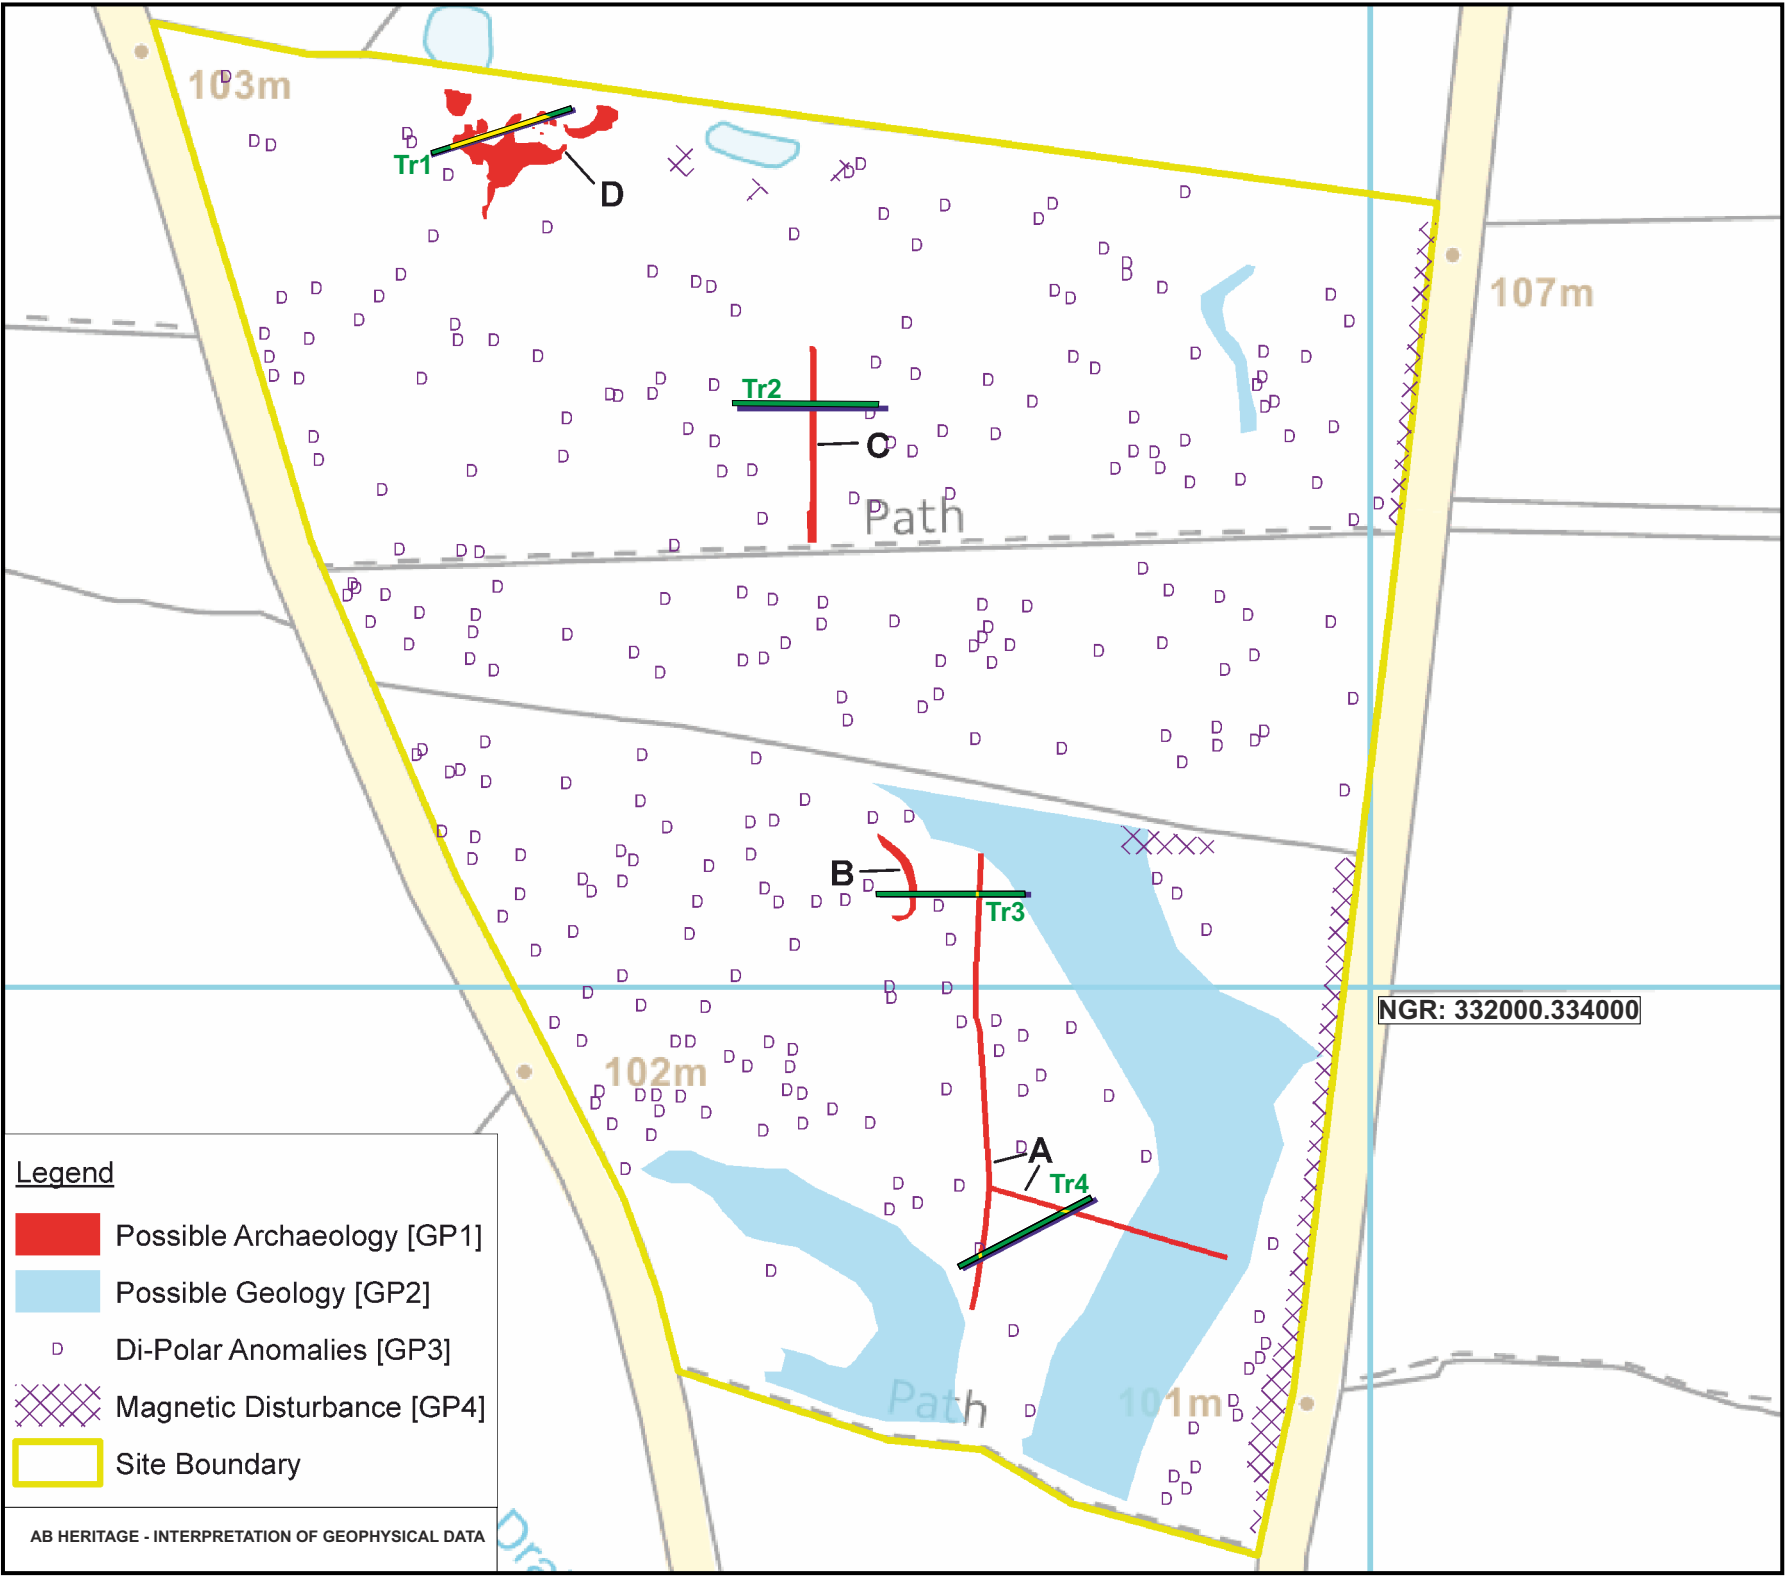 103m
Tr1
D
107m
Tr2
C
Path
B
Tr3
NGR: 332000.334000
102m
A
Tr4
Path
101m
Legend
Possible Archaeology [GP1]
Possible Geology [GP2]
D Di-Polar Anomalies [GP3]
Magnetic Disturbance [GP4]
Site Boundary
AB HERITAGE - INTERPRETATION OF GEOPHYSICAL DATA